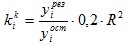 k_i^k = y_i^рез / y_i^ост · 0,2 · R^2